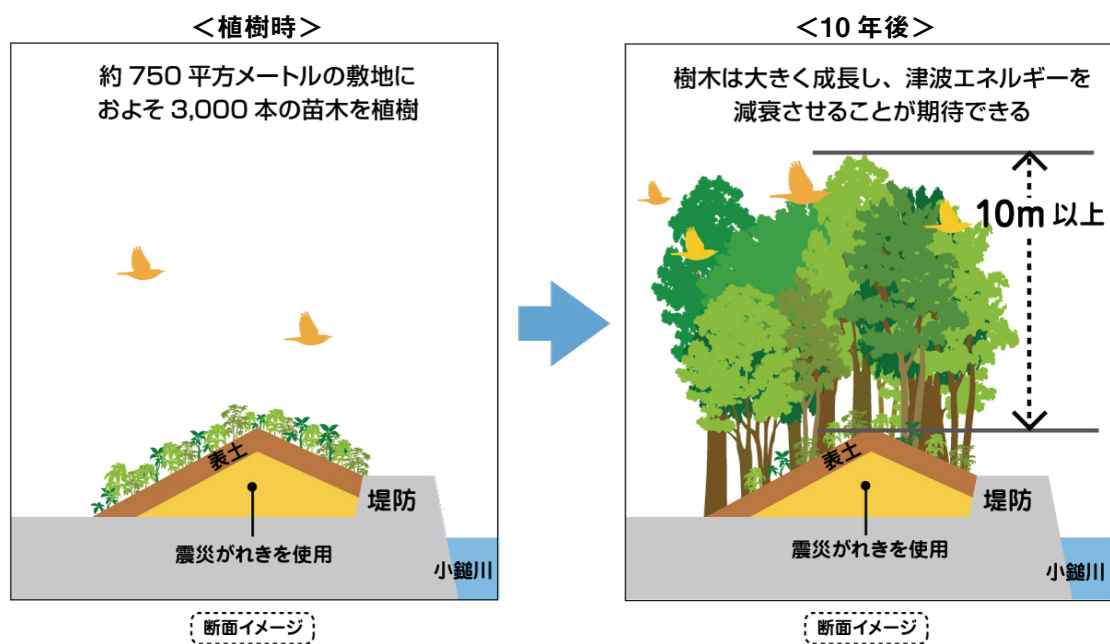 ＜植樹時＞
約 750 平方メートルの敷地に
およそ 3,000 本の苗木を植樹
表土
堤防
震災がれきを使用
小鎚川
断面イメージ
＜10 年後＞
樹木は大きく成長し、津波エネルギーを
減衰させることが期待できる
10m 以上
表土
堤防
震災がれきを使用
小鎚川
断面イメージ